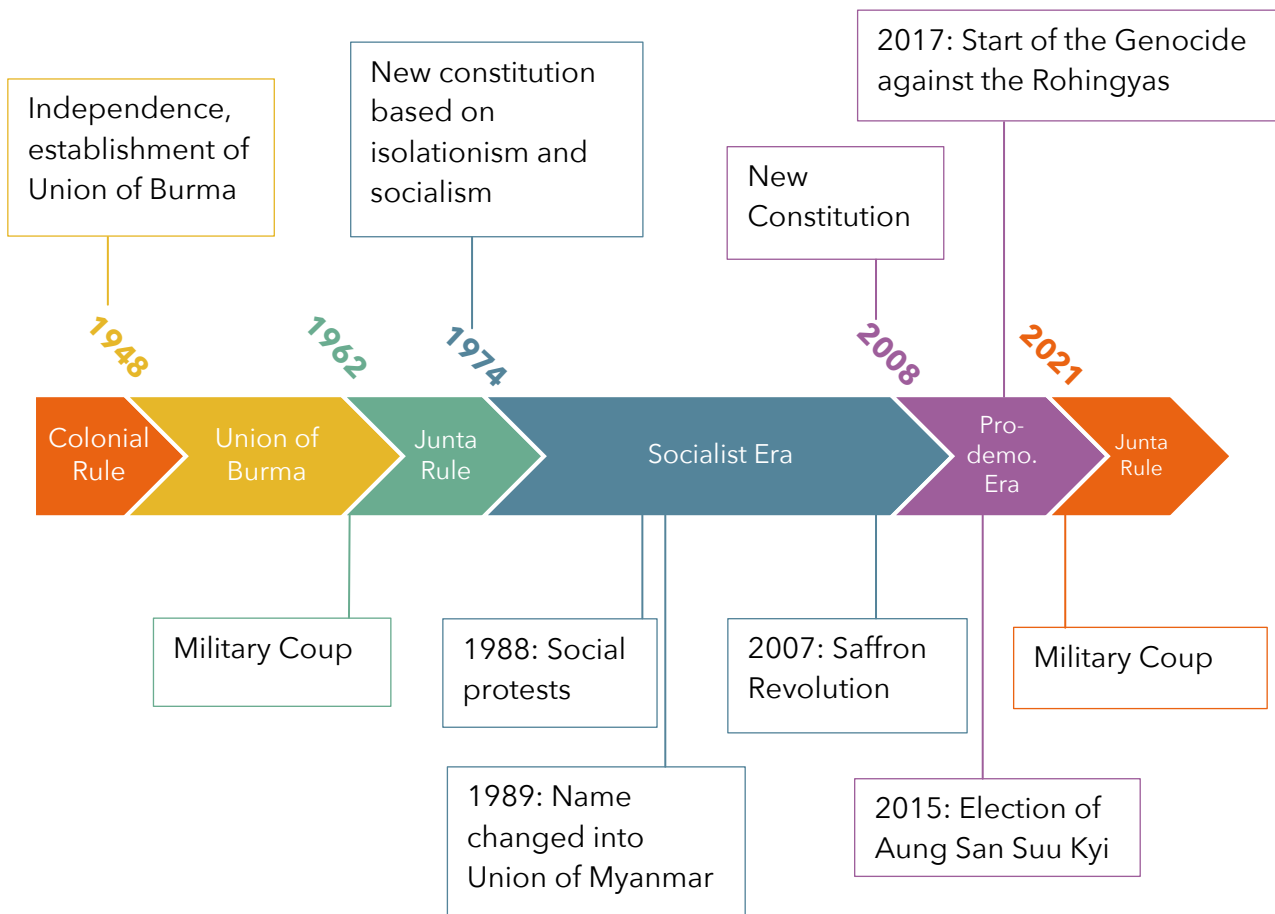 2017: Start of the Genocide
against the Rohingyas
New constitution
based on
isolationism and
socialism
Independence,
establishment of
Union of Burma
New
Constitution
1948
1962
1974
2008
2021
Colonial
Rule
Union of
Burma
Junta
Rule
Socialist Era
Pro-
demo.
Era
Junta
Rule
Military Coup
1988: Social
protests
2007: Saffron
Revolution
Military Coup
1989: Name
changed into
Union of Myanmar
2015: Election of
Aung San Suu Kyi